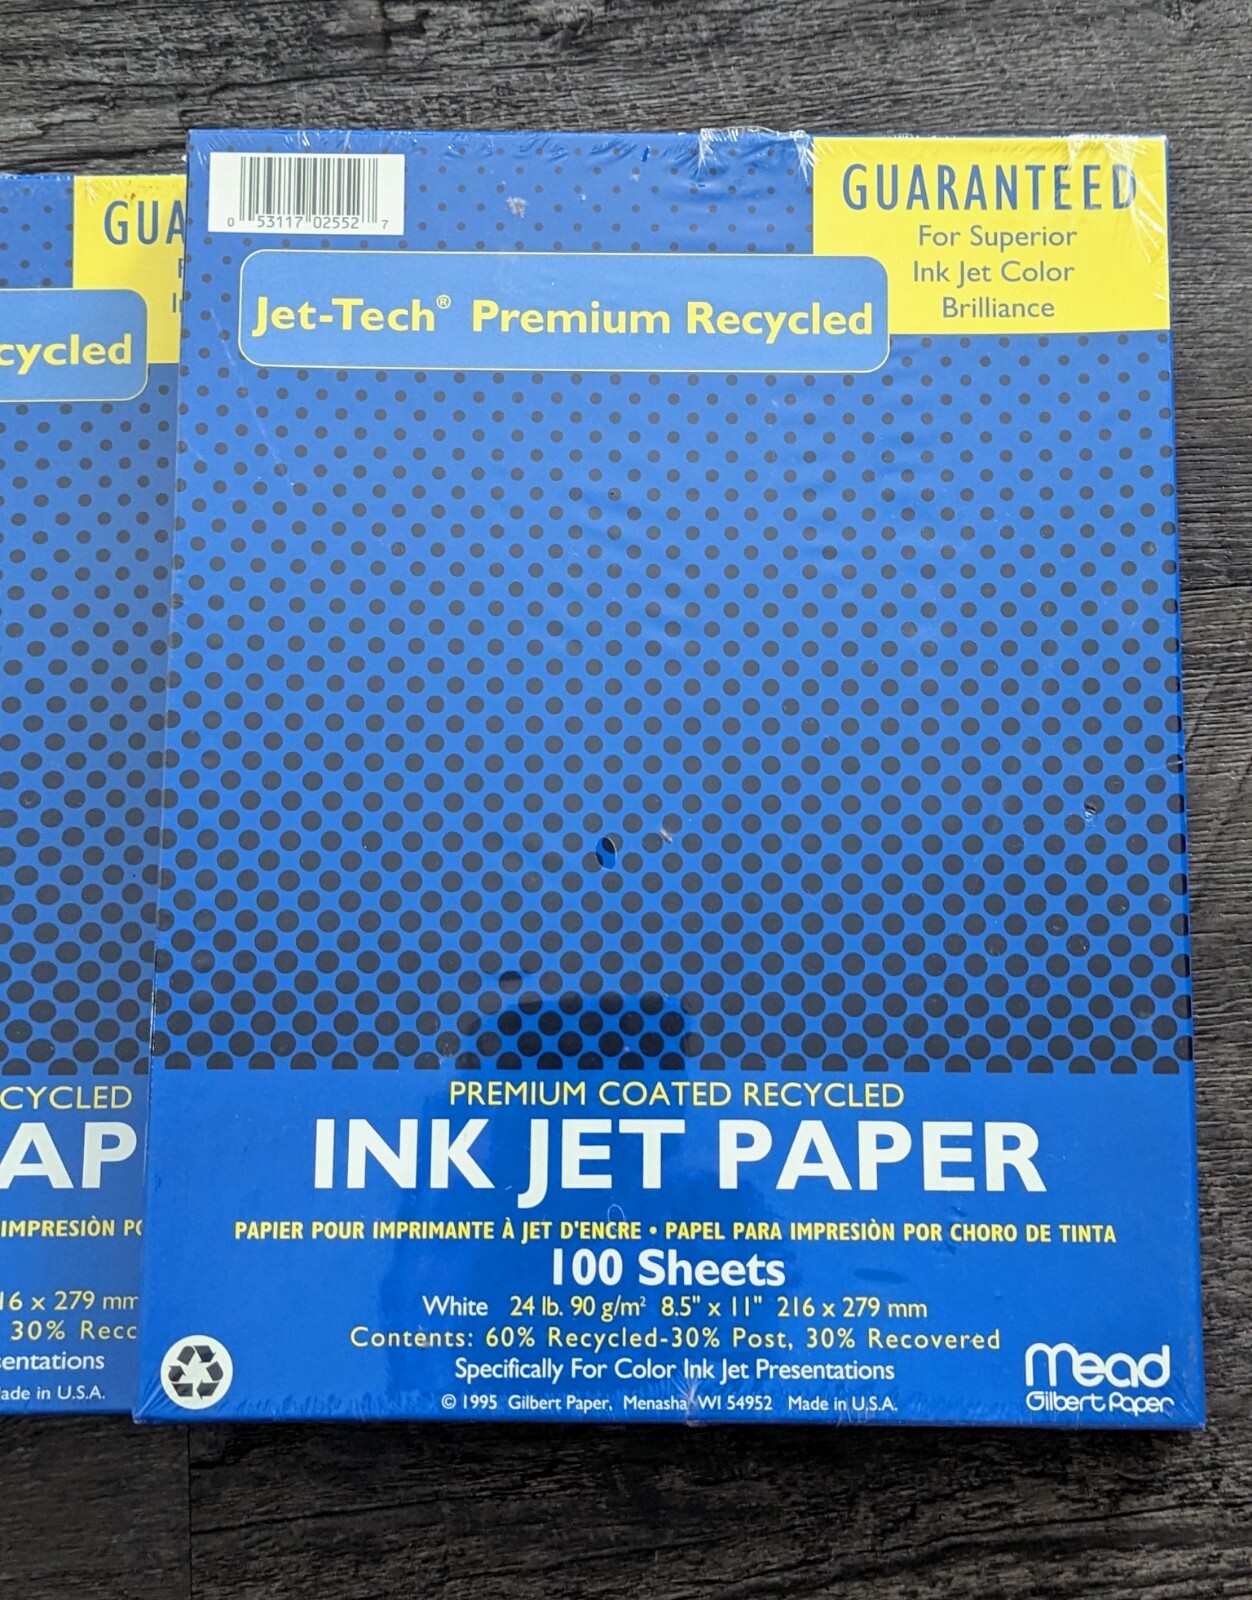 0 53117 02552 7
GUARANTEED
For Superior
Ink Jet Color
Brilliance
Jet-Tech® Premium Recycled
PREMIUM COATED RECYCLED
INK JET PAPER
PAPIER POUR IMPRIMANTE À JET D'ENCRE • PAPEL PARA IMPRESIÒN POR CHORO DE TINTA
100 Sheets
White 24 lb. 90 g/m² 8.5" x 11" 216 x 279 mm
Contents: 60% Recycled-30% Post, 30% Recovered
Specifically For Color Ink Jet Presentations
© 1995 Gilbert Paper, Menasha WI 54952 Made in U.S.A.
Mead
Gilbert Paper
GUA
cycled
CYCLED
AP
IMPRESIÒN PO
16 x 279 mm
30% Recc
sentations
ade in U.S.A.